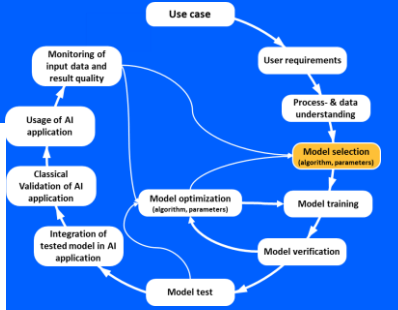 Use case
User requirements
Process- & data
understanding
Model selection
(algorithm, parameters)
Model training
Model verification
Model optimization
(algorithm, parameters)
Model test
Integration of
tested model in AI
application
Classical
Validation of AI
application
Usage of AI
application
Monitoring of
input data and
result quality